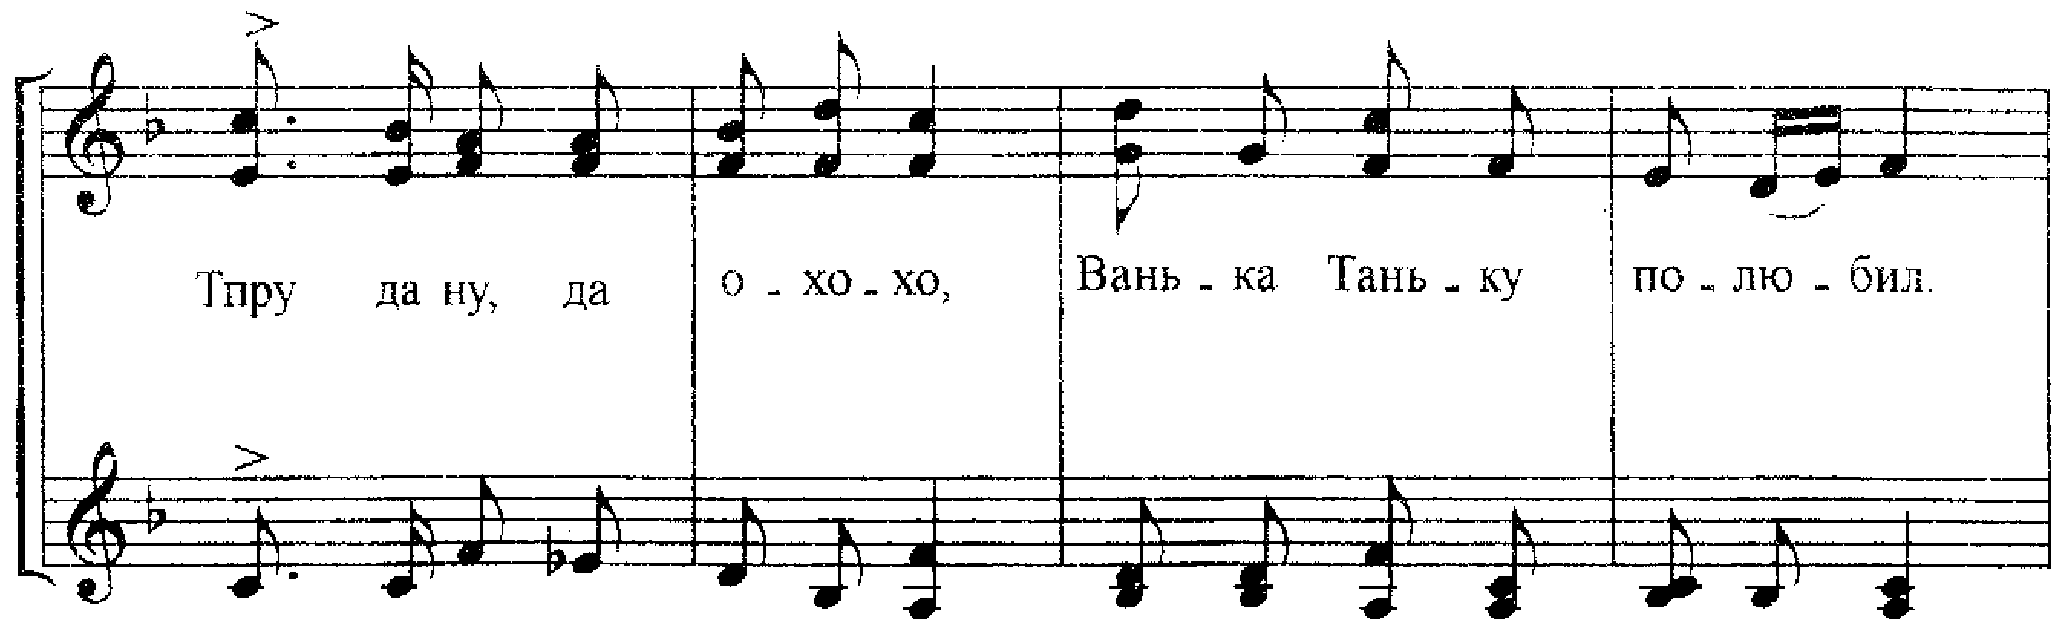 Тпру да ну, да о - хо - хо, Вань - ка Тань - ку по - лю - бил.